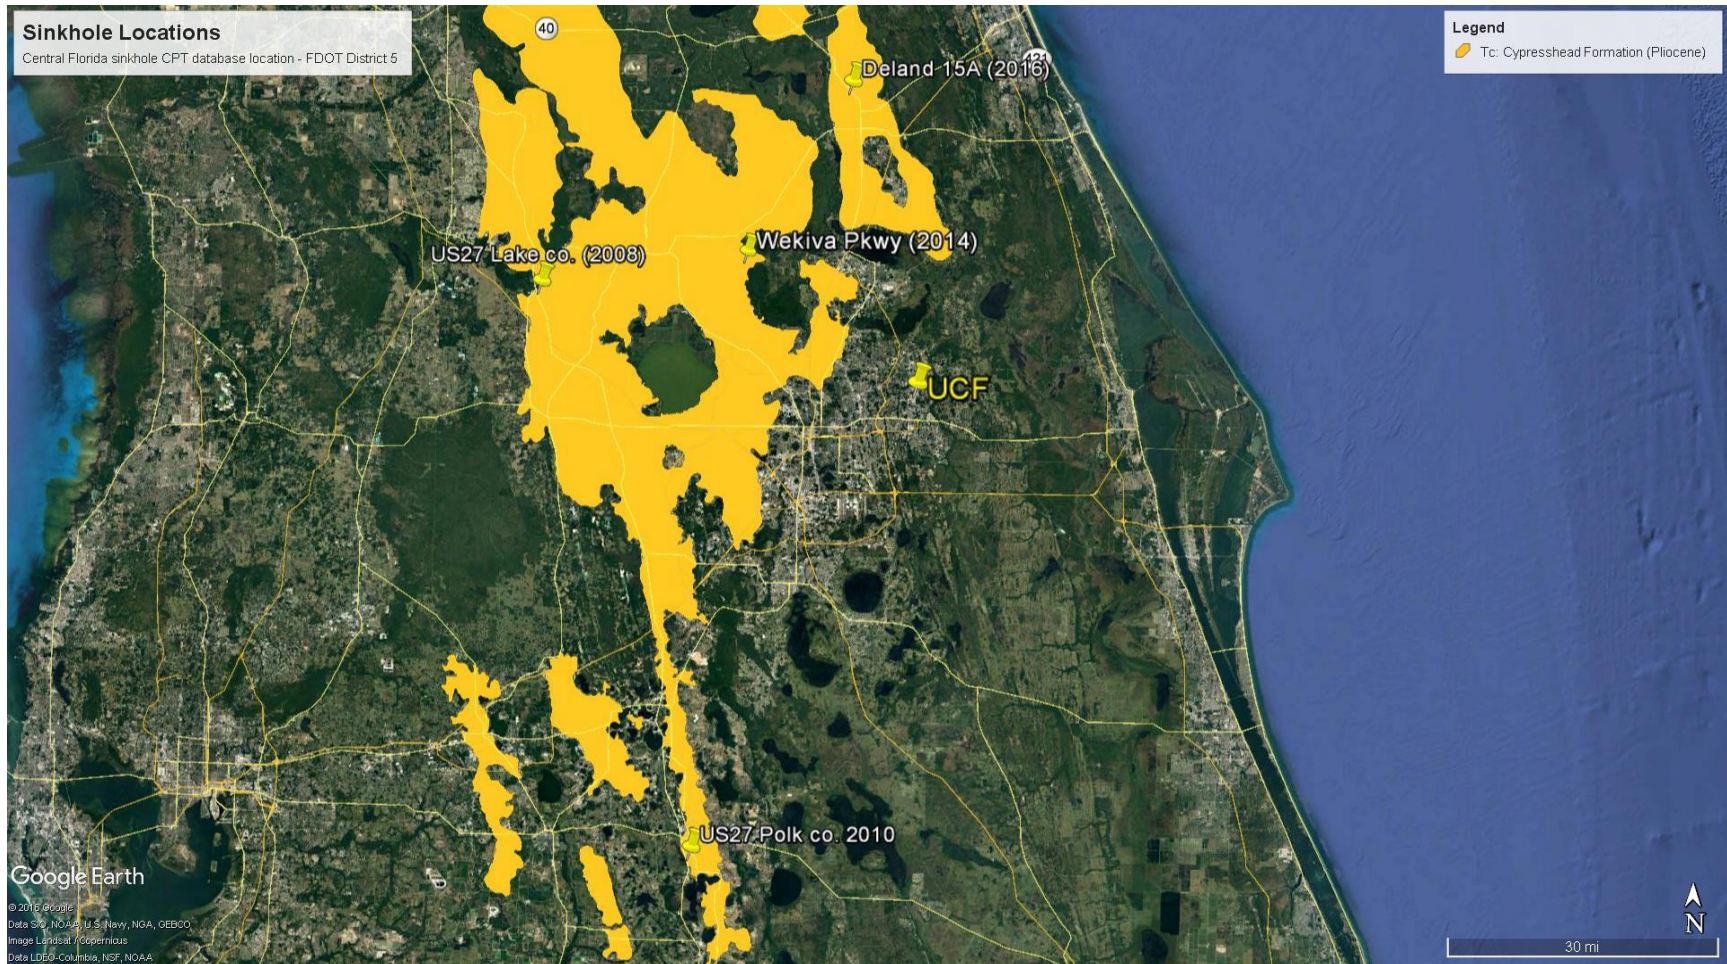 Sinkhole Locations
Central Florida sinkhole CPT database location - FDOT District 5
Legend
Tc: Cypresshead Formation (Pliocene)
40
Deland 15A (2016)
Wekiva Pkwy (2014)
US27 Lake co. (2008)
UCF
US27 Polk co. 2010
Google Earth
© 2016 Google
Data SIO, NOAA, U.S. Navy, NGA, GEBCO
Image Landsat / Copernicus
Data LDEO-Columbia, NSF, NOAA
N
30 mi